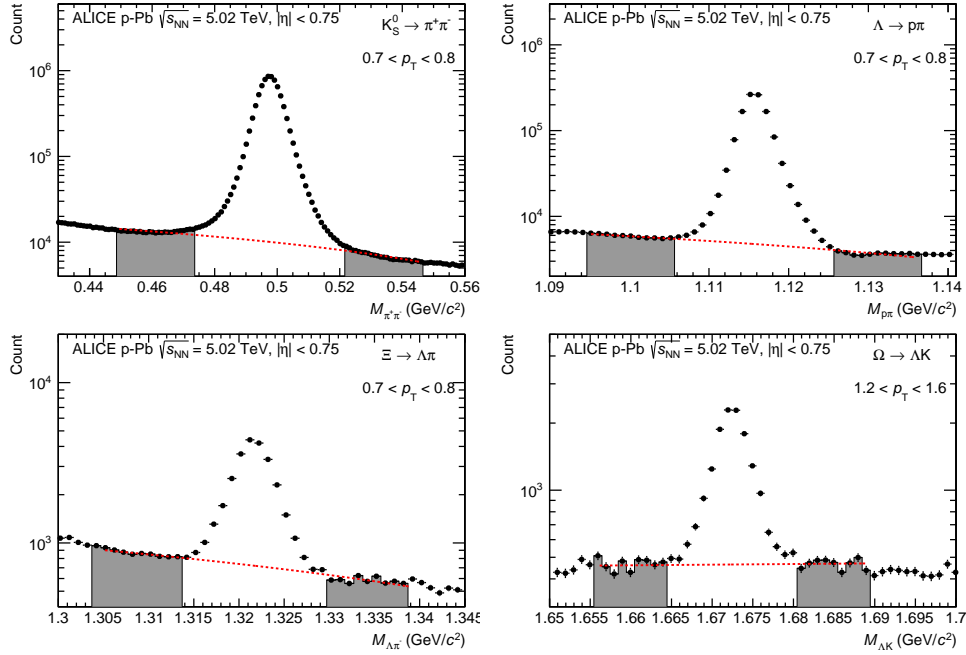 Count
ALICE p-Pb √sNN = 5.02 TeV, |η| < 0.75
K⁰S → π⁺π⁻
0.7 < pT < 0.8
10⁶
10⁵
10⁴
0.44 0.46 0.48 0.5 0.52 0.54 0.56
Mπ⁺π⁻ (GeV/c²)
Count
ALICE p-Pb √sNN = 5.02 TeV, |η| < 0.75
Λ → pπ
0.7 < pT < 0.8
10⁶
10⁵
10⁴
1.09 1.1 1.11 1.12 1.13 1.14
Mpπ (GeV/c²)
Count
ALICE p-Pb √sNN = 5.02 TeV, |η| < 0.75
Ξ → Λπ
0.7 < pT < 0.8
10⁴
10³
1.3 1.305 1.31 1.315 1.32 1.325 1.33 1.335 1.34 1.345
MΛπ⁻ (GeV/c²)
Count
ALICE p-Pb √sNN = 5.02 TeV, |η| < 0.75
Ω → ΛK
1.2 < pT < 1.6
10³
1.65 1.655 1.66 1.665 1.67 1.675 1.68 1.685 1.69 1.695 1.7
MΛK (GeV/c²)